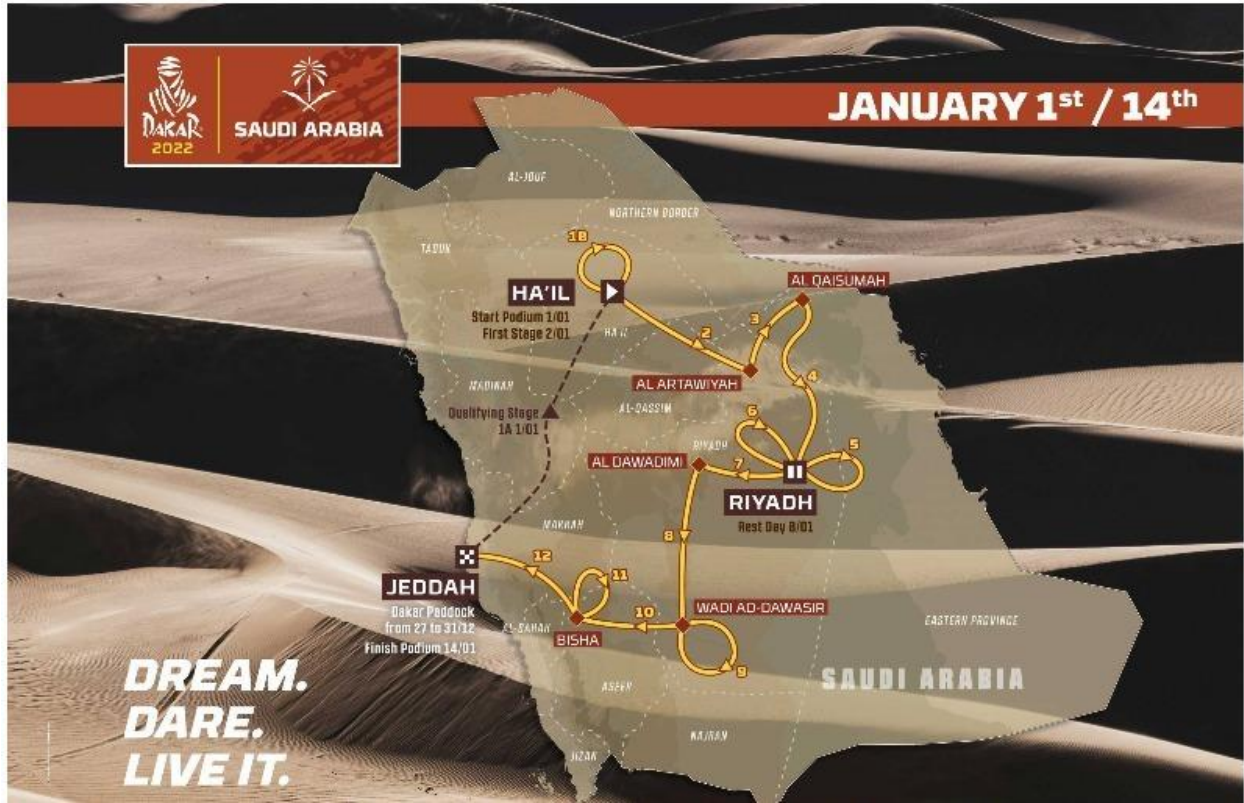 DAKAR
2022
SAUDI ARABIA
JANUARY 1st / 14th
AL-JOUF
NORTHERN BORDER
TABUK
1B
AL QAISUMAH
HA'IL
Start Podium 1/01
First Stage 2/01
HA'IL
2
3
4
AL ARTAWIYAH
MADINAH
AL-QASSIM
Qualifying Stage
1A 1/01
6
5
RIYADH
AL DAWADIMI
7
RIYADH
Rest Day 8/01
MAKKAH
8
12
11
JEDDAH
Dakar Paddock
from 27 to 31/12
Finish Podium 14/01
10
WADI AD-DAWASIR
AL-BAHAH
BISHA
EASTERN PROVINCE
9
SAUDI ARABIA
ASEER
NAJRAN
JIZAN
DREAM.
DARE.
LIVE IT.